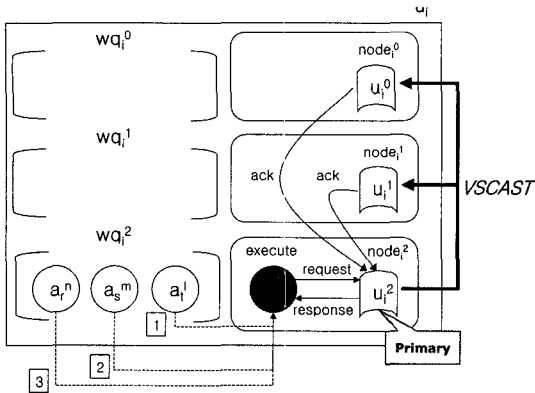 u_i
wq_i^0
node_i^0
u_i^0
wq_i^1
node_i^1
ack
ack
u_i^1
VSCAST
wq_i^2
execute
node_i^2
a_r^n
a_s^m
a_t^l
request
u_i^2
response
1
Primary
2
3